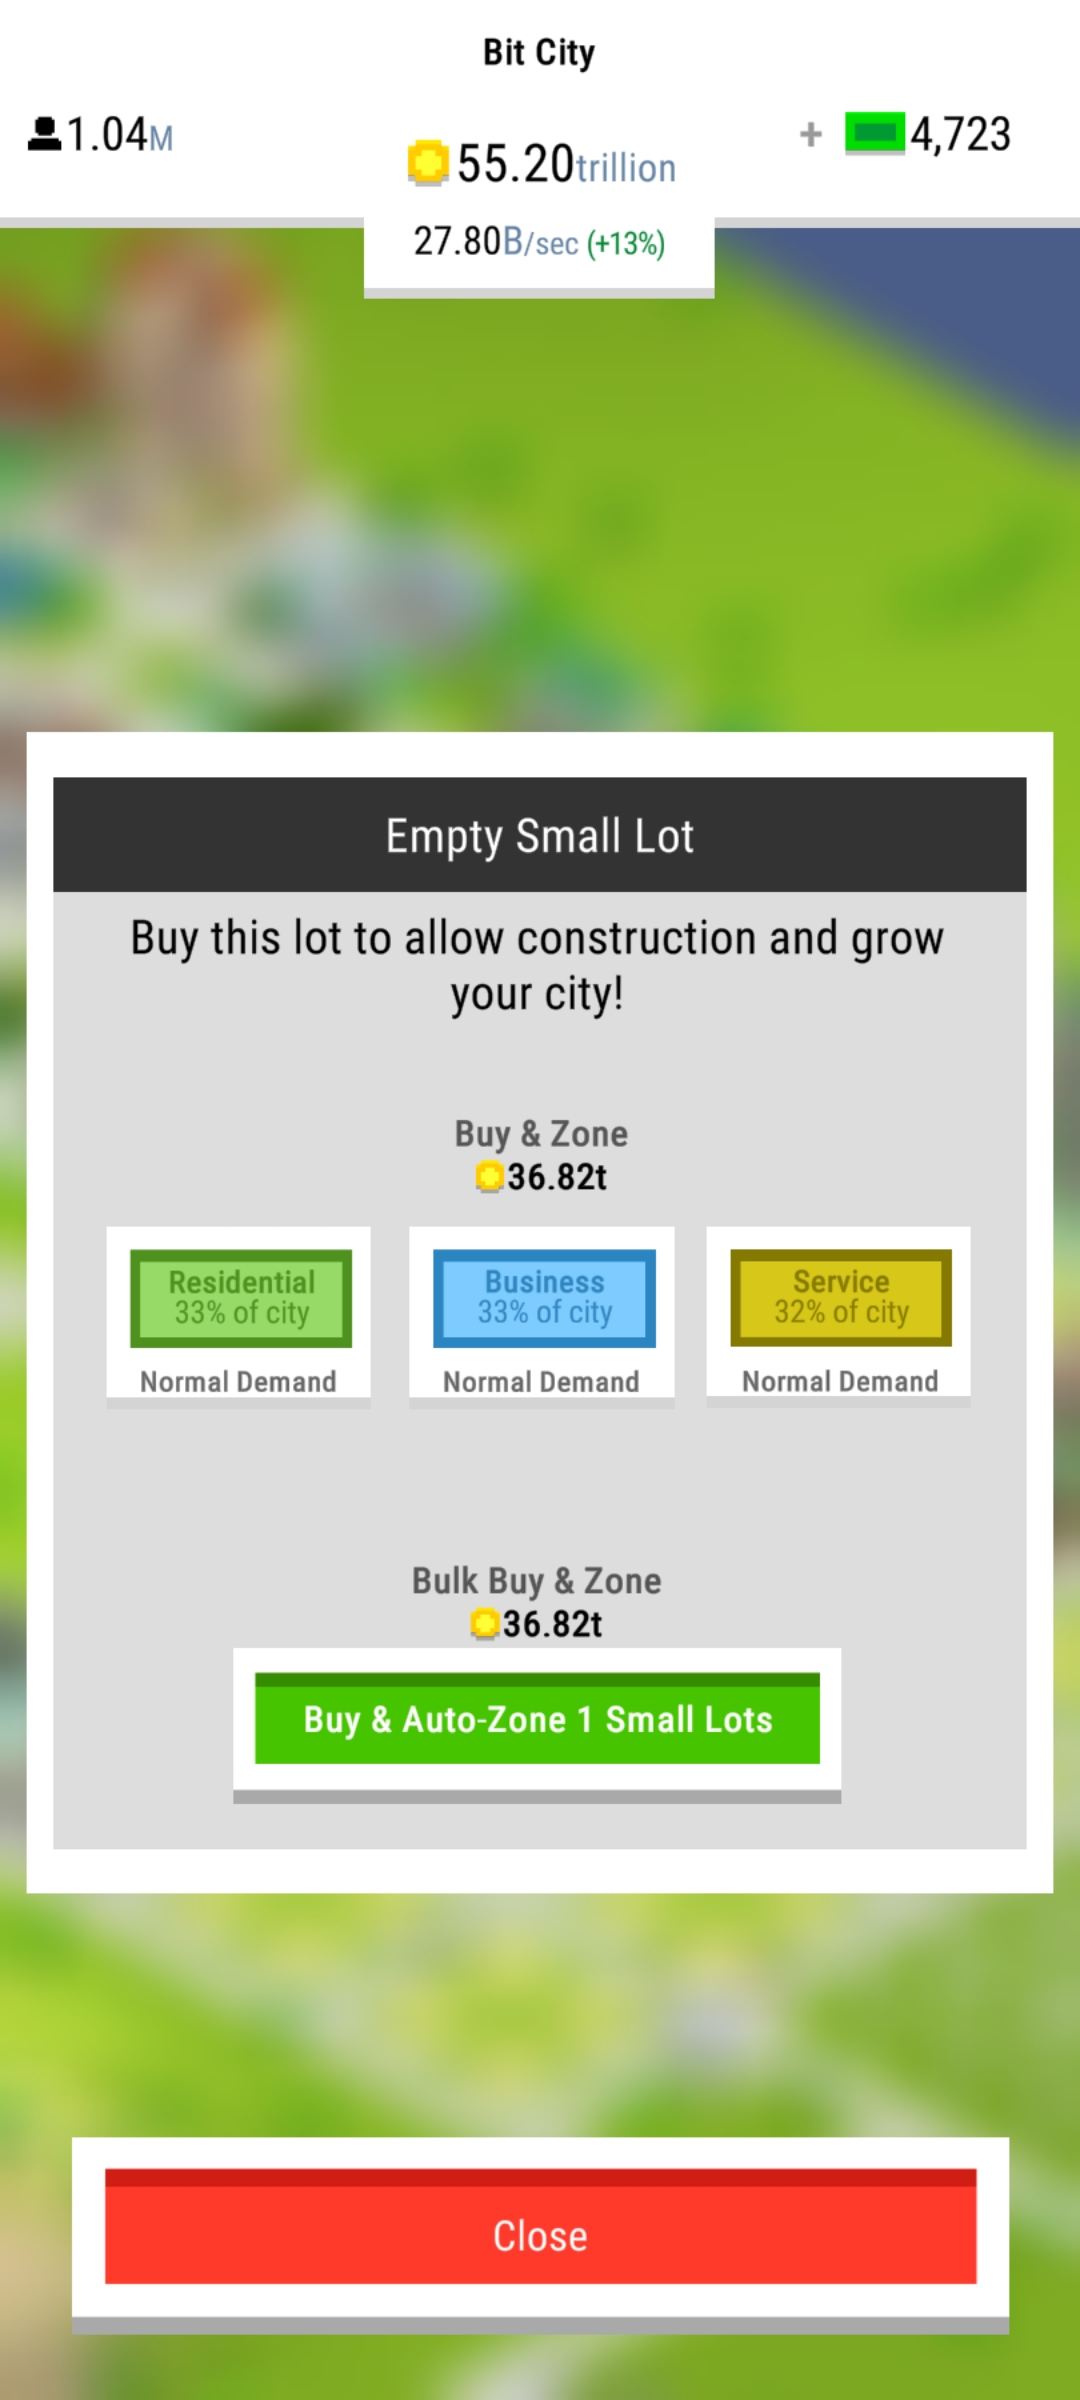 Bit City
1.04M
55.20trillion
+ 4,723
27.80B/sec (+13%)
Empty Small Lot
Buy this lot to allow construction and grow
your city!
Buy & Zone
36.82t
Residential
33% of city
Normal Demand
Business
33% of city
Normal Demand
Service
32% of city
Normal Demand
Bulk Buy & Zone
36.82t
Buy & Auto-Zone 1 Small Lots
Close